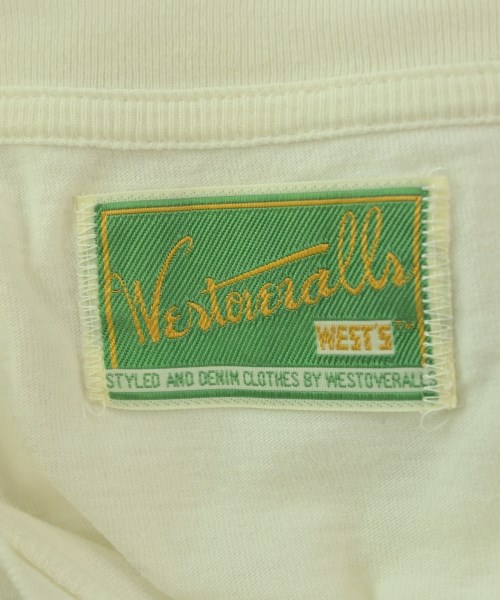 Westoveralls
WEST'S
STYLED AND DENIM CLOTHES BY WESTOVERALLS